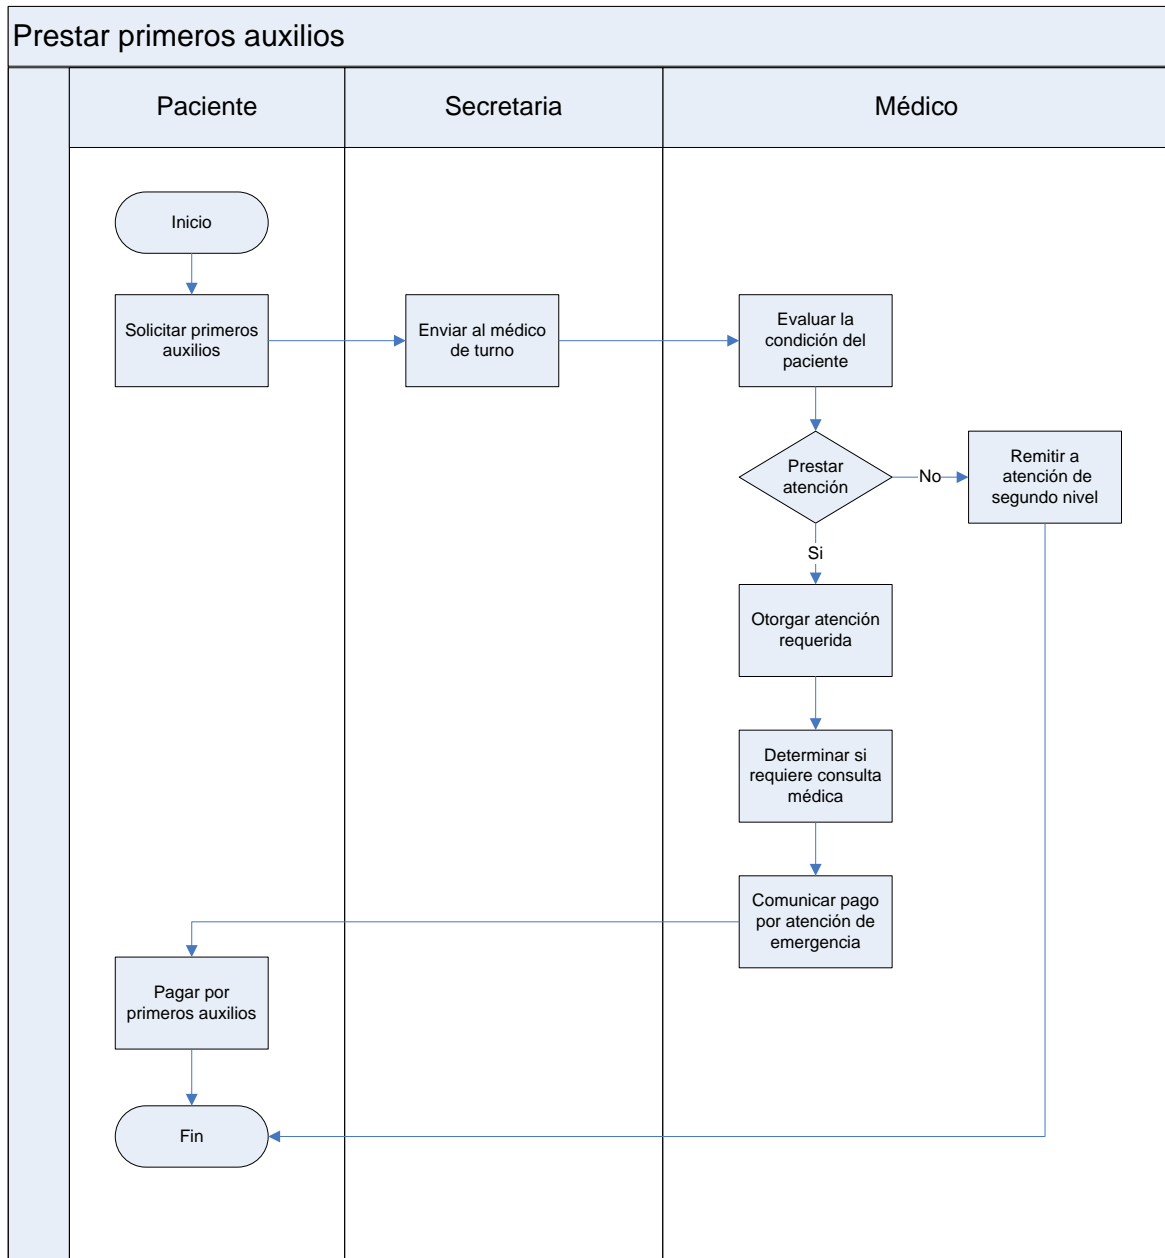 Prestar primeros auxilios
Paciente
Secretaria
Médico
Inicio
Solicitar primeros
auxilios
Enviar al médico
de turno
Evaluar la
condición del
paciente
Prestar
atención
No
Remitir a
atención de
segundo nivel
Si
Otorgar atención
requerida
Determinar si
requiere consulta
médica
Comunicar pago
por atención de
emergencia
Pagar por
primeros auxilios
Fin